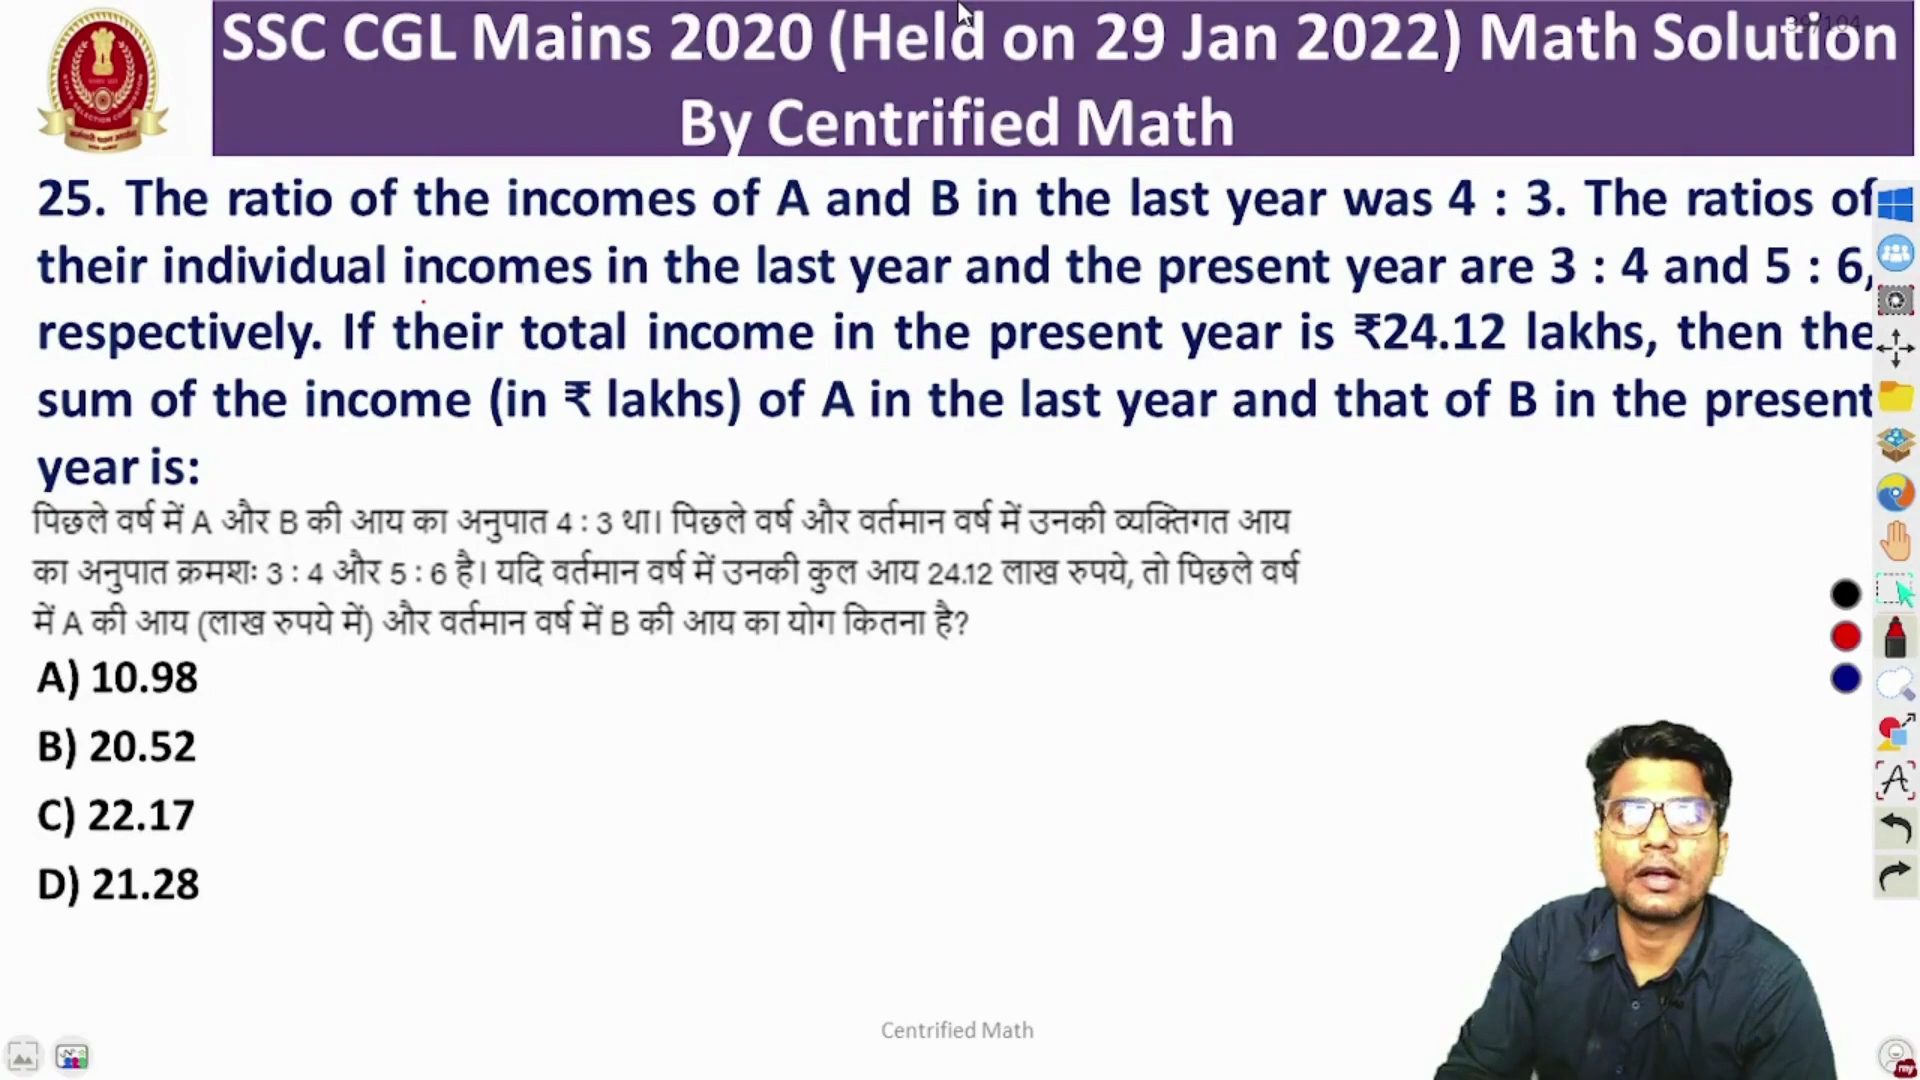 SSC CGL Mains 2020 (Held on 29 Jan 2022) Math Solution
By Centrified Math
25. The ratio of the incomes of A and B in the last year was 4 : 3. The ratios of
their individual incomes in the last year and the present year are 3 : 4 and 5 : 6,
respectively. If their total income in the present year is ₹24.12 lakhs, then the
sum of the income (in ₹ lakhs) of A in the last year and that of B in the present
year is:
पिछले वर्ष में A और B की आय का अनुपात 4 : 3 था। पिछले वर्ष और वर्तमान वर्ष में उनकी व्यक्तिगत आय
का अनुपात क्रमशः 3 : 4 और 5 : 6 है। यदि वर्तमान वर्ष में उनकी कुल आय 24.12 लाख रुपये, तो पिछले वर्ष
में A की आय (लाख रुपये में) और वर्तमान वर्ष में B की आय का योग कितना है?
A) 10.98
B) 20.52
C) 22.17
D) 21.28
Centrified Math